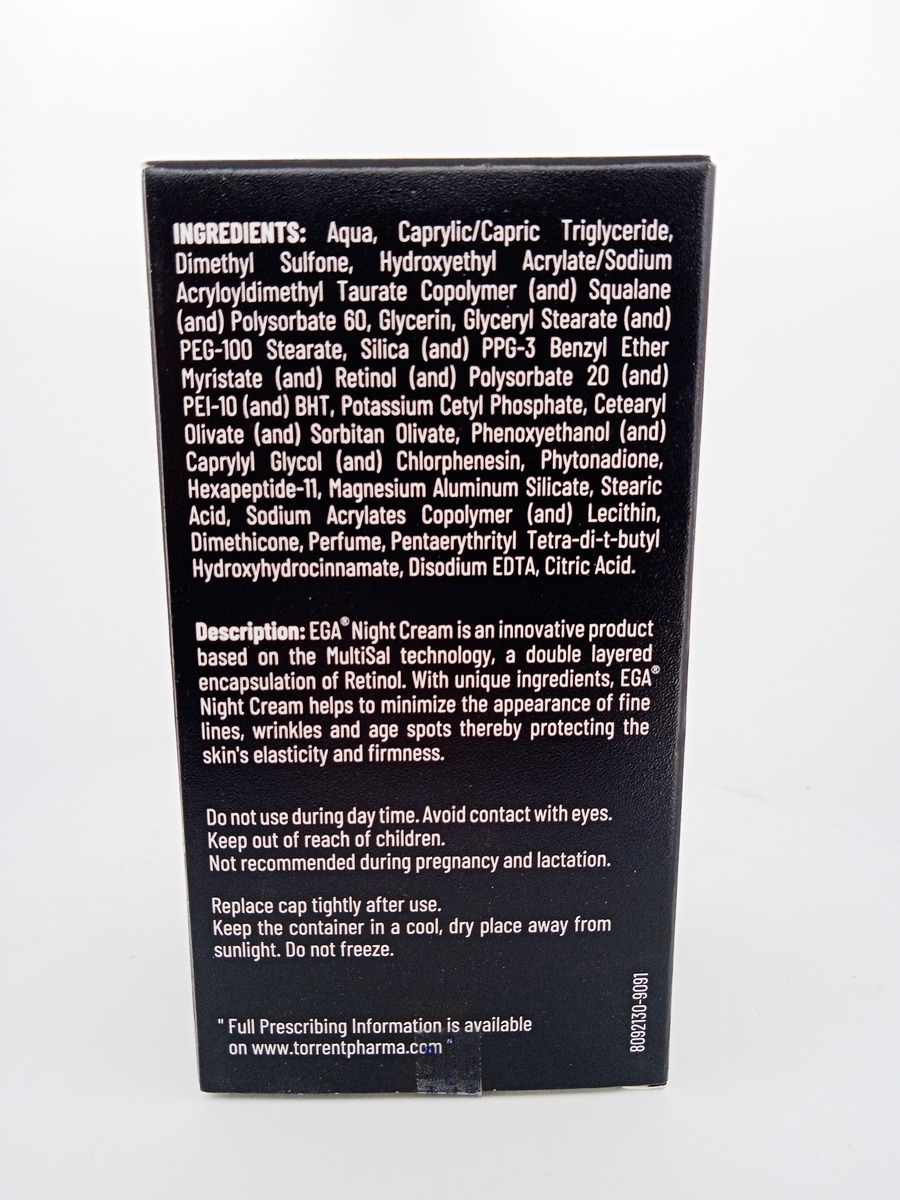 INGREDIENTS: Aqua, Caprylic/Capric Triglyceride,
Dimethyl Sulfone, Hydroxyethyl Acrylate/Sodium
Acryloyldimethyl Taurate Copolymer (and) Squalane
(and) Polysorbate 60, Glycerin, Glyceryl Stearate (and)
PEG-100 Stearate, Silica (and) PPG-3 Benzyl Ether
Myristate (and) Retinol (and) Polysorbate 20 (and)
PEI-10 (and) BHT, Potassium Cetyl Phosphate, Cetearyl
Olivate (and) Sorbitan Olivate, Phenoxyethanol (and)
Caprylyl Glycol (and) Chlorphenesin, Phytonadione,
Hexapeptide-11, Magnesium Aluminum Silicate, Stearic
Acid, Sodium Acrylates Copolymer (and) Lecithin,
Dimethicone, Perfume, Pentaerythrityl Tetra-di-t-butyl
Hydroxyhydrocinnamate, Disodium EDTA, Citric Acid.
Description: EGA® Night Cream is an innovative product
based on the MultiSal technology, a double layered
encapsulation of Retinol. With unique ingredients, EGA®
Night Cream helps to minimize the appearance of fine
lines, wrinkles and age spots thereby protecting the
skin's elasticity and firmness.
Do not use during day time. Avoid contact with eyes.
Keep out of reach of children.
Not recommended during pregnancy and lactation.
Replace cap tightly after use.
Keep the container in a cool, dry place away from
sunlight. Do not freeze.
" Full Prescribing Information is available
on www.torrentpharma.com "
8092130-9091